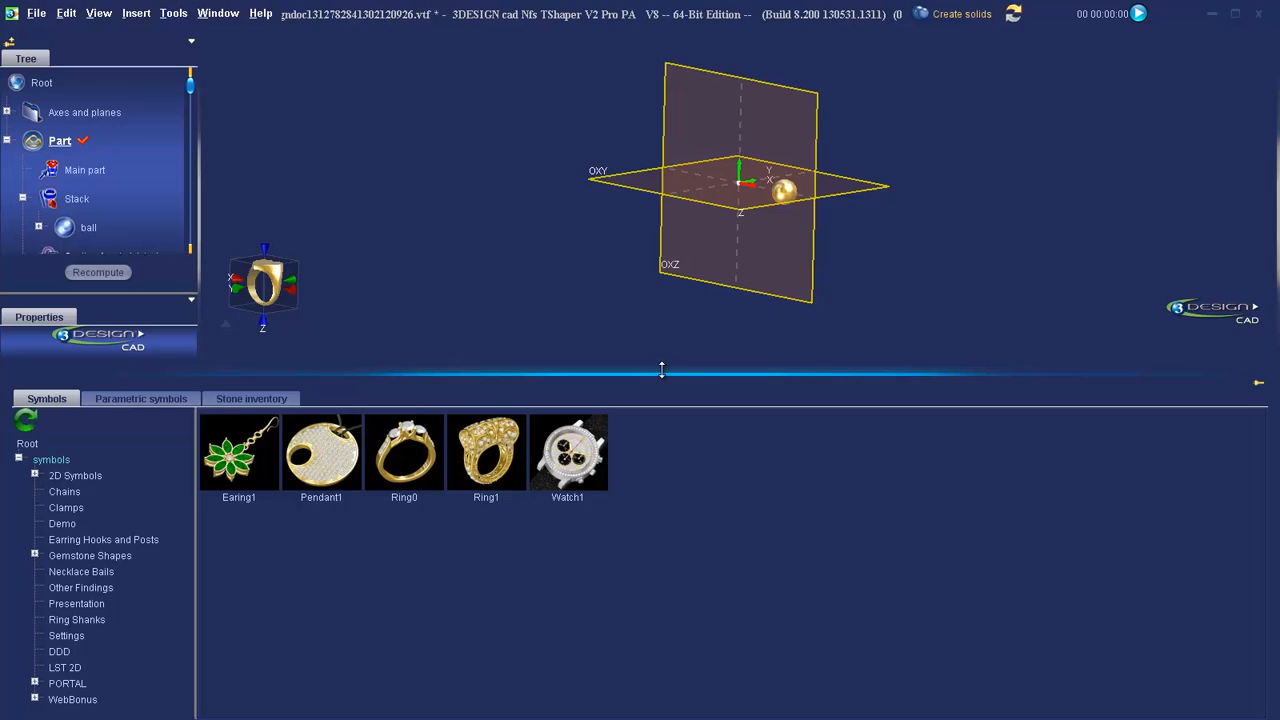 File Edit View Insert Tools Window Help gndoc1312782841302120926.vtf * - 3DESIGN cad Nfs TShaper V2 Pro PA V8 -- 64-Bit Edition -- (Build 8.200 130531.1311) (0 Create solids 00 00:00:00
Tree
Root
Axes and planes
Part
Main part
Stack
ball
Recompute
Properties
3DESIGN
CAD
OXY
Y
X
Z
OXZ
X
Y
Z
3DESIGN
CAD
Symbols Parametric symbols Stone inventory
Root
symbols
2D Symbols
Chains
Clamps
Demo
Earring Hooks and Posts
Gemstone Shapes
Necklace Bails
Other Findings
Presentation
Ring Shanks
Settings
DDD
LST 2D
PORTAL
WebBonus
Earing1 Pendant1 Ring0 Ring1 Watch1